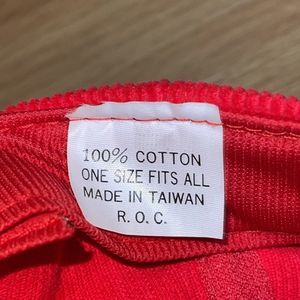 100% COTTON
ONE SIZE FITS ALL
MADE IN TAIWAN
R. O. C.